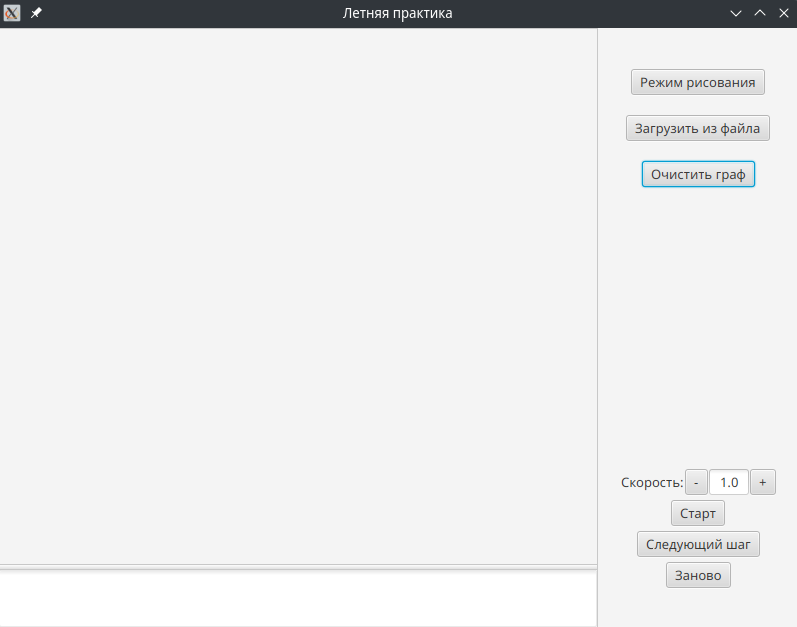 Летняя практика
Режим рисования
Загрузить из файла
Очистить граф
Скорость: - 1.0 +
Старт
Следующий шаг
Заново